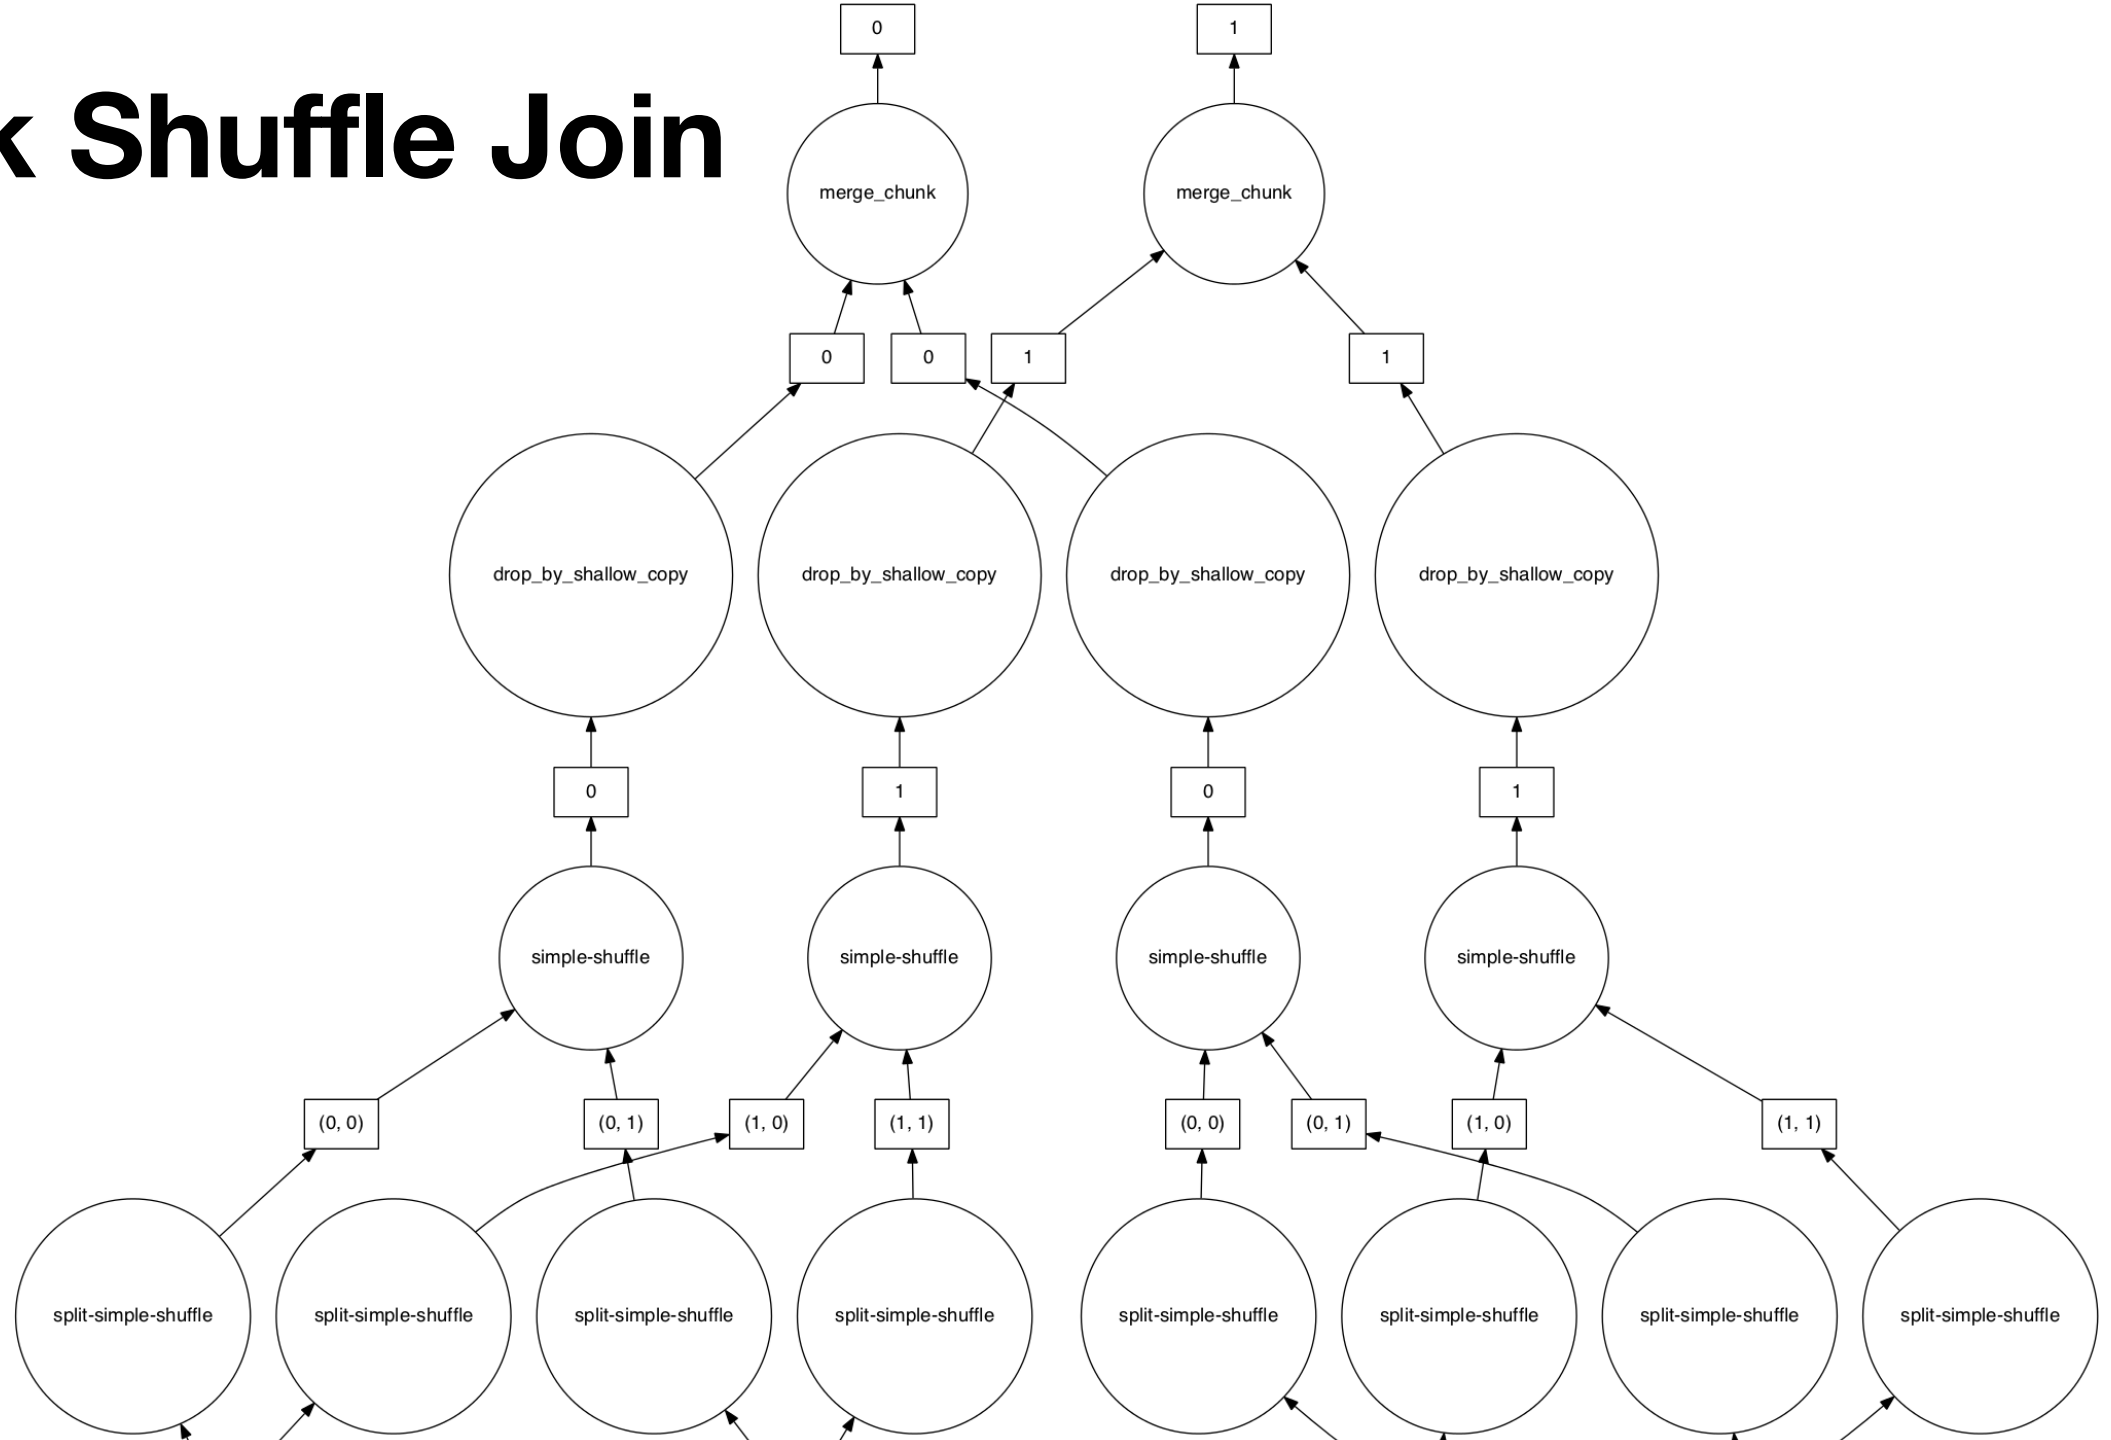 0 1
k Shuffle Join
merge_chunk merge_chunk
0 0 1 1
drop_by_shallow_copy drop_by_shallow_copy drop_by_shallow_copy drop_by_shallow_copy
0 1 0 1
simple-shuffle simple-shuffle simple-shuffle simple-shuffle
(0, 0) (0, 1) (1, 0) (1, 1) (0, 0) (0, 1) (1, 0) (1, 1)
split-simple-shuffle split-simple-shuffle split-simple-shuffle split-simple-shuffle split-simple-shuffle split-simple-shuffle split-simple-shuffle split-simple-shuffle